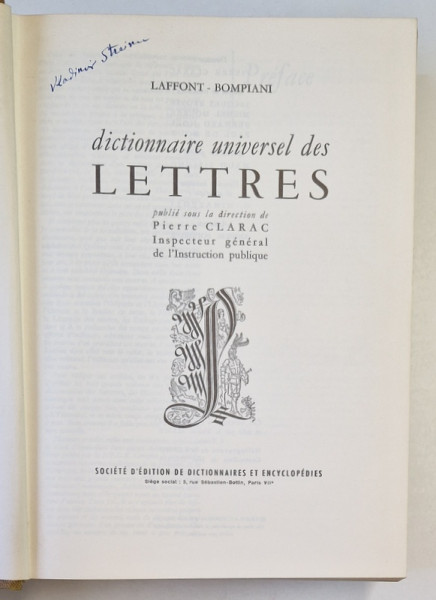 Vladimir
LAFFONT - BOMPIANI
dictionnaire universel des
LETTRES
publié sous la direction de
Pierre CLARAC
Inspecteur général
de l'Instruction publique
SOCIÉTÉ D'ÉDITION DE DICTIONNAIRES ET ENCYCLOPÉDIES
Siège social : 5, rue Sébastien-Bottin, Paris VIIe